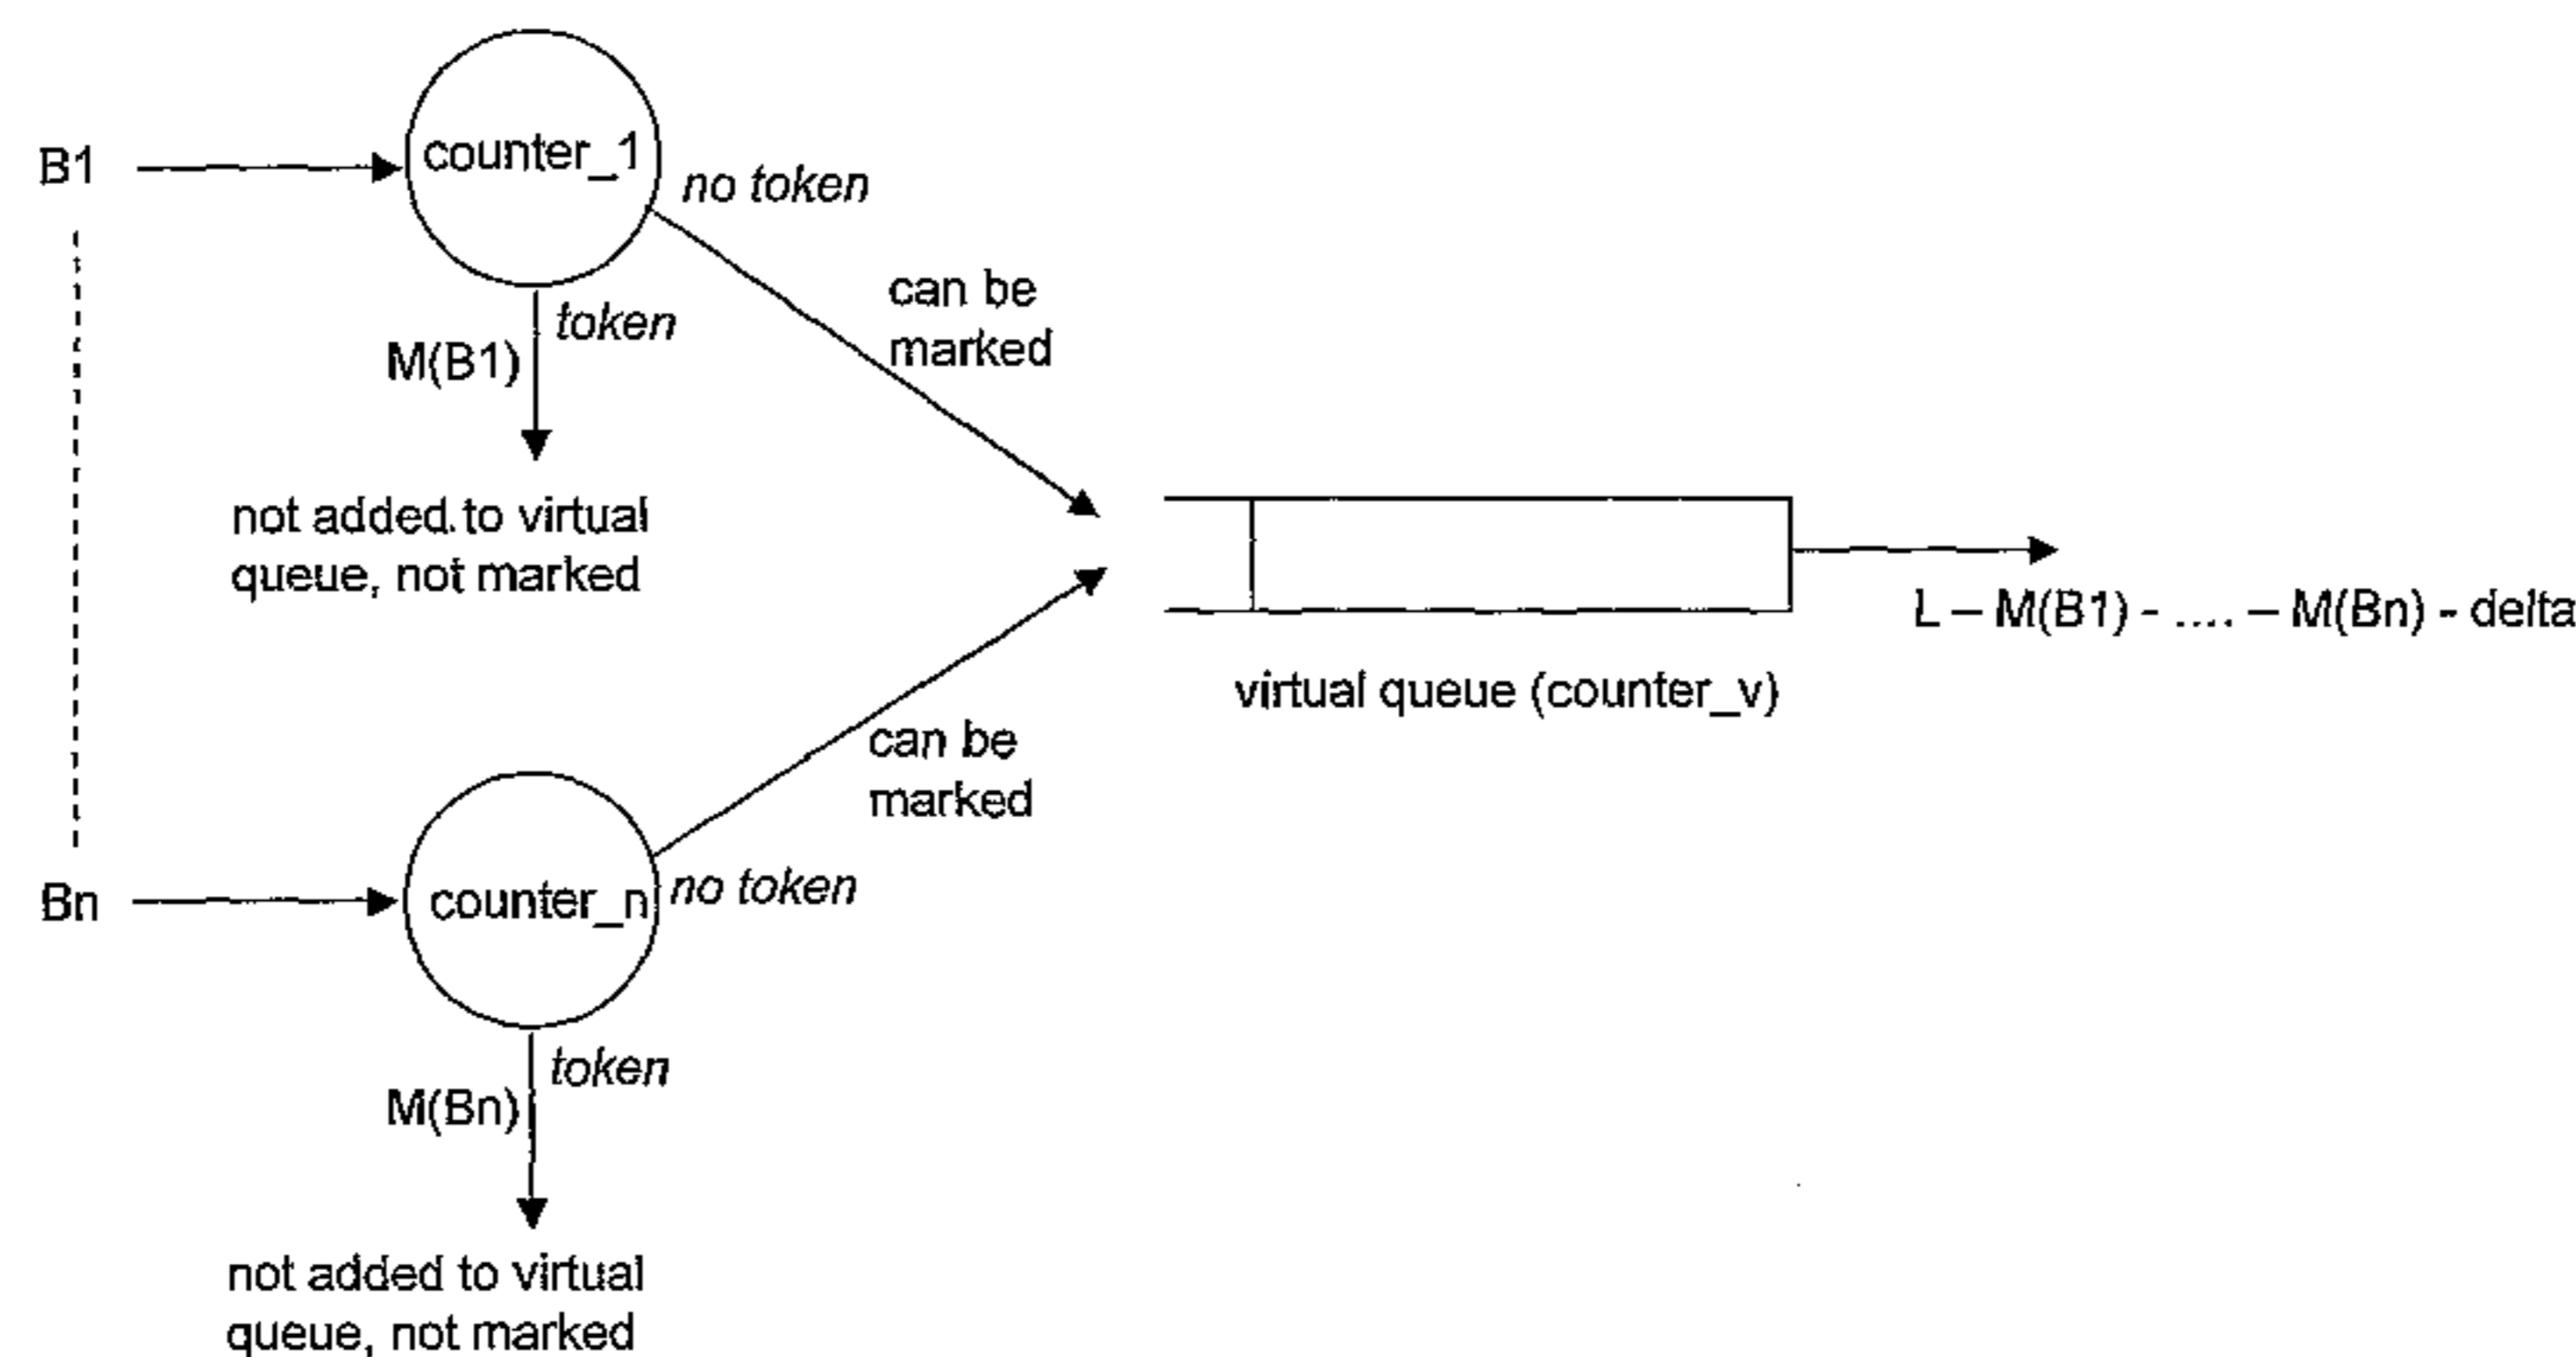 B1
counter_1
no token
token
M(B1)
can be
marked
not added to virtual
queue, not marked
L – M(B1) - .... – M(Bn) - delta
virtual queue (counter_v)
can be
marked
Bn
counter_n
no token
token
M(Bn)
not added to virtual
queue, not marked